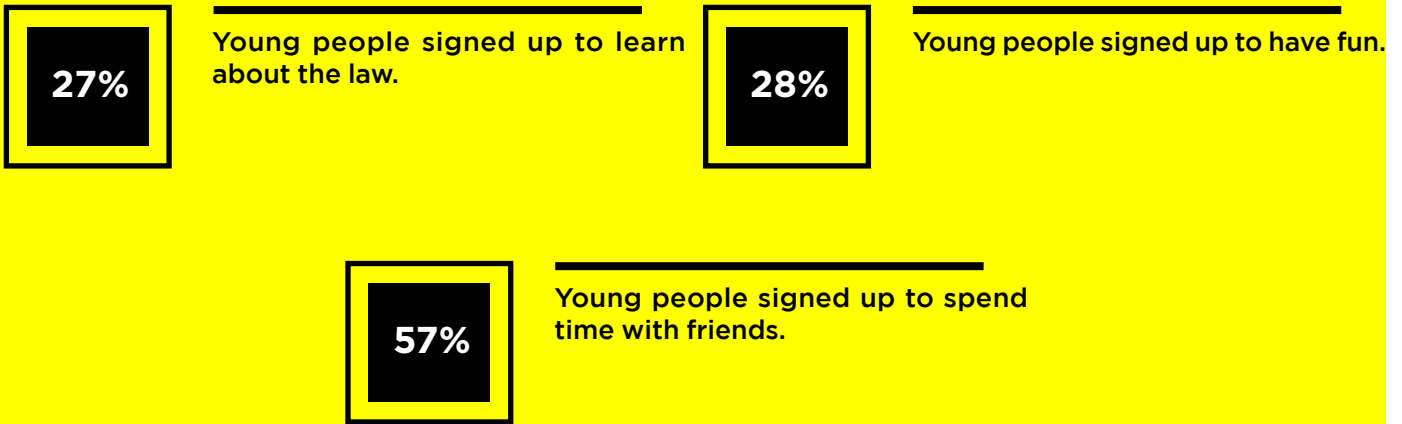 27%
Young people signed up to learn
about the law.
28%
Young people signed up to have fun.
57%
Young people signed up to spend
time with friends.